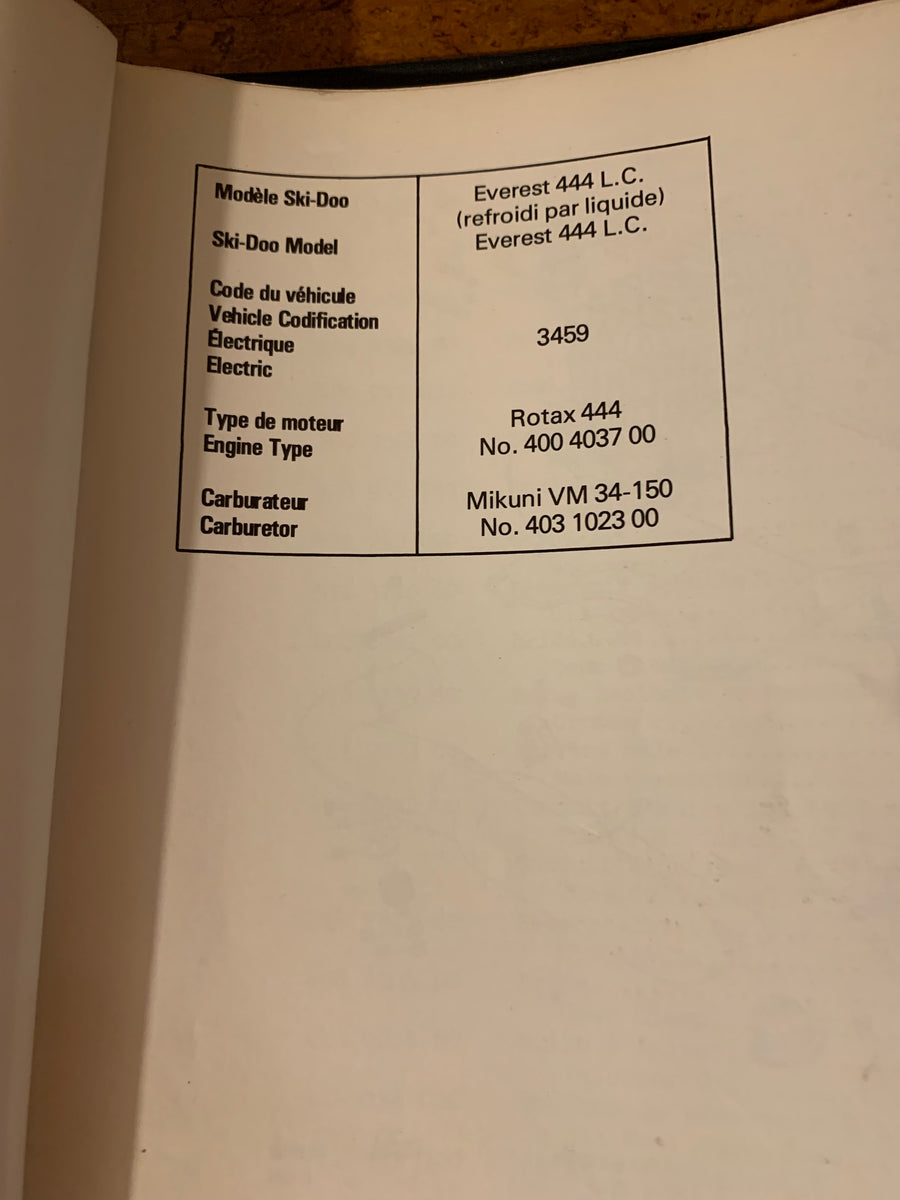 Modèle Ski-Doo
Ski-Doo Model
Everest 444 L.C.
(refroidi par liquide)
Everest 444 L.C.
Code du véhicule
Vehicle Codification
Électrique
Electric
3459
Type de moteur
Engine Type
Rotax 444
No. 400 4037 00
Carburateur
Carburetor
Mikuni VM 34-150
No. 403 1023 00